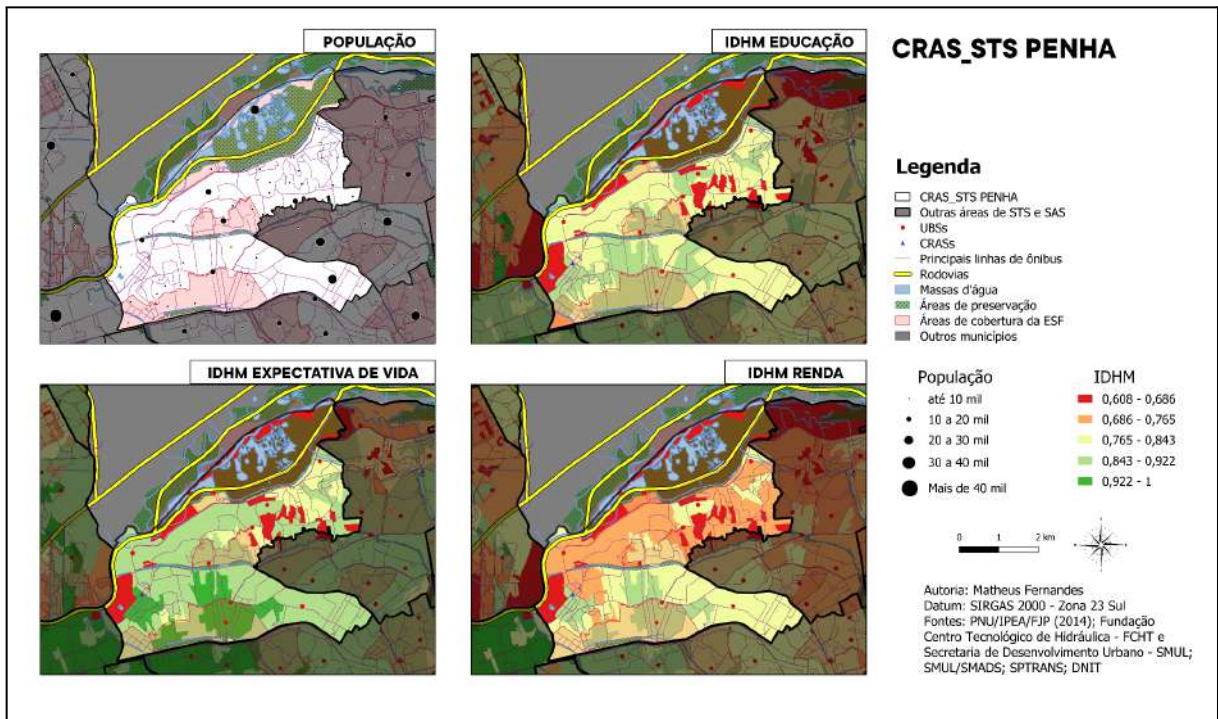 POPULAÇÃO
IDHM EDUCAÇÃO
CRAS_STS PENHA
IDHM EXPECTATIVA DE VIDA
IDHM RENDA
Legenda
CRAS_STS PENHA
Outras áreas de STS e SAS
UBSs
CRASs
Principais linhas de ônibus
Rodovias
Massas d'água
Áreas de preservação
Áreas de cobertura da ESF
Outros municípios
População
até 10 mil
10 a 20 mil
20 a 30 mil
30 a 40 mil
Mais de 40 mil
IDHM
0,608 - 0,686
0,686 - 0,765
0,765 - 0,843
0,843 - 0,922
0,922 - 1
0 1 2 km
Autoria: Matheus Fernandes
Datum: SIRGAS 2000 - Zona 23 Sul
Fontes: PNU/IPEA/FJP (2014); Fundação
Centro Tecnológico de Hidráulica - FCHT e
Secretaria de Desenvolvimento Urbano - SMUL;
SMUL/SMADS; SPTRANS; DNIT